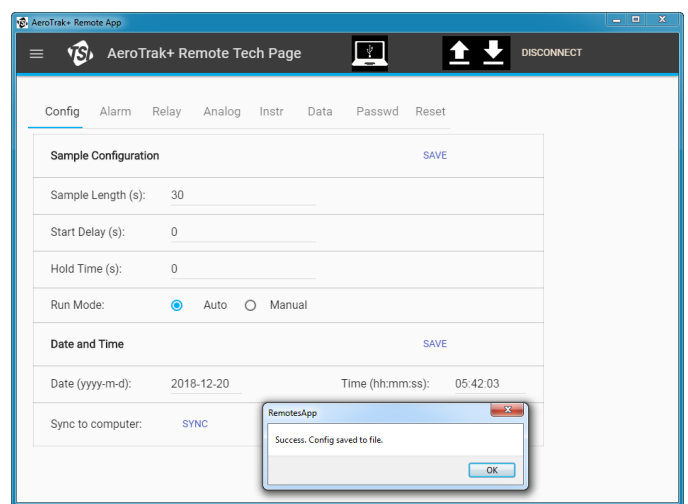 AeroTrak+ Remote App
TSI AeroTrak+ Remote Tech Page DISCONNECT
Config Alarm Relay Analog Instr Data Passwd Reset
Sample Configuration SAVE
Sample Length (s): 30
Start Delay (s): 0
Hold Time (s): 0
Run Mode: Auto Manual
Date and Time SAVE
Date (yyyy-m-d): 2018-12-20 Time (hh:mm:ss): 05:42:03
Sync to computer: SYNC
RemotesApp
Success. Config saved to file.
OK